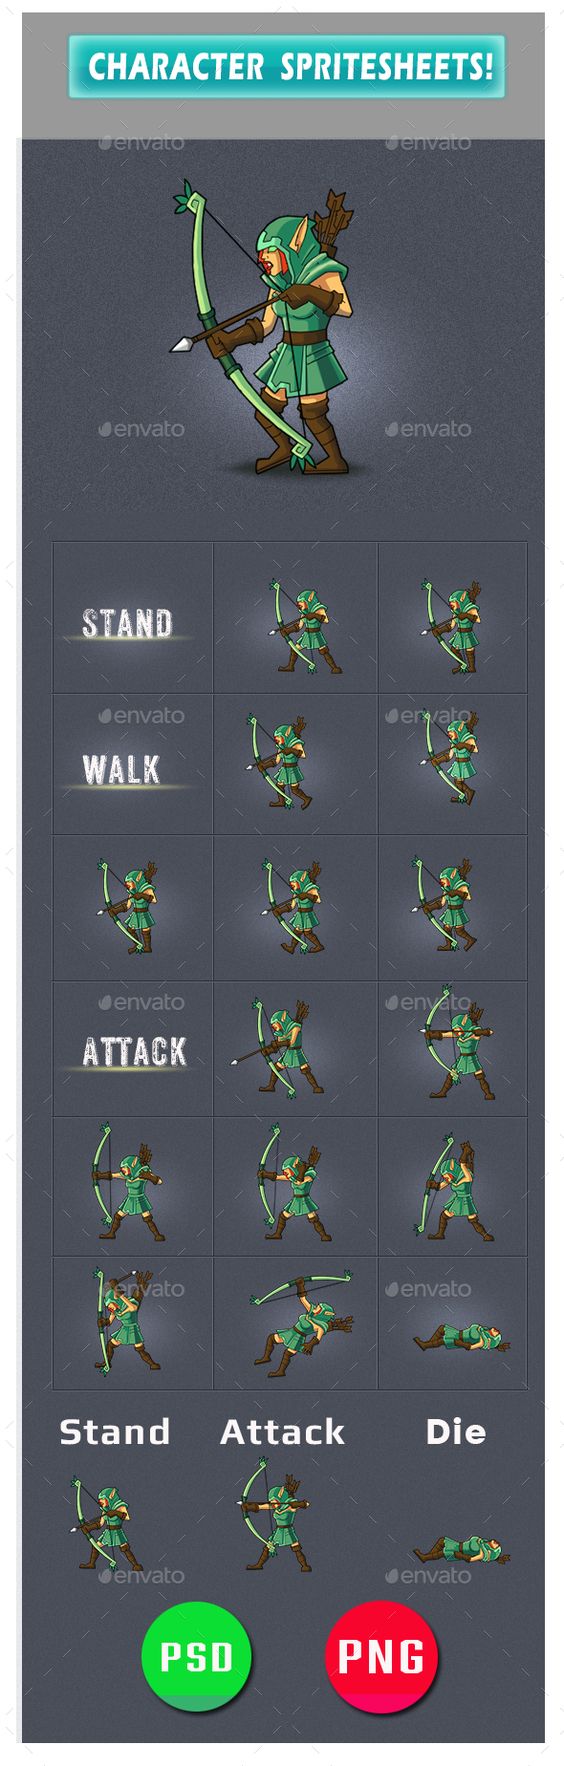 CHARACTER SPRITESHEETS!
envato envato
envato envato
STAND
envato envato
WALK
envato envato
ATTACK
envato envato
Stand Attack Die
envato envato
PSD PNG